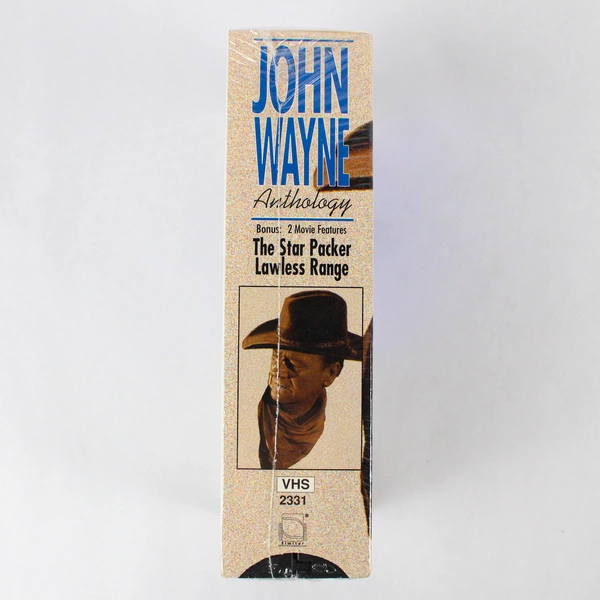 JOHN
WAYNE
Anthology
Bonus: 2 Movie Features
The Star Packer
Lawless Range
VHS
2331